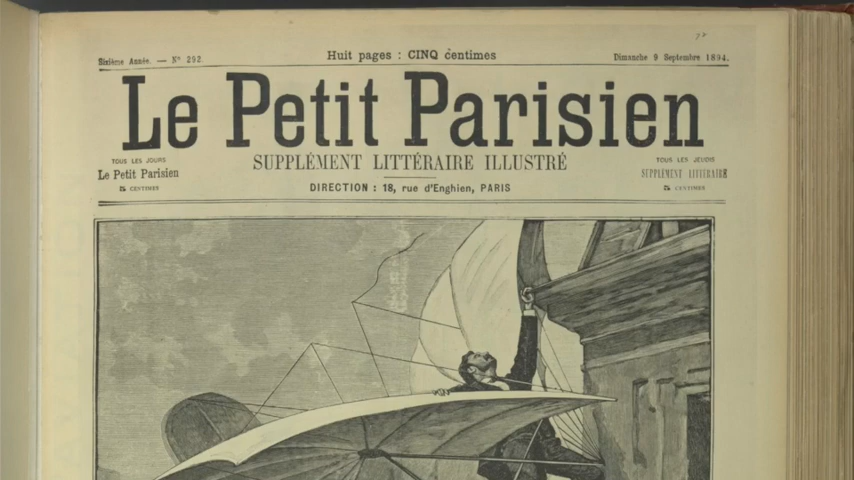 Sixième Année. — N° 292.
Huit pages : CINQ centimes
Dimanche 9 Septembre 1894.
Le Petit Parisien
TOUS LES JOURS
Le Petit Parisien
5 CENTIMES
SUPPLÉMENT LITTÉRAIRE ILLUSTRÉ
DIRECTION : 18, rue d'Enghien, PARIS
TOUS LES JEUDIS
SUPPLÉMENT LITTÉRAIRE
5 CENTIMES